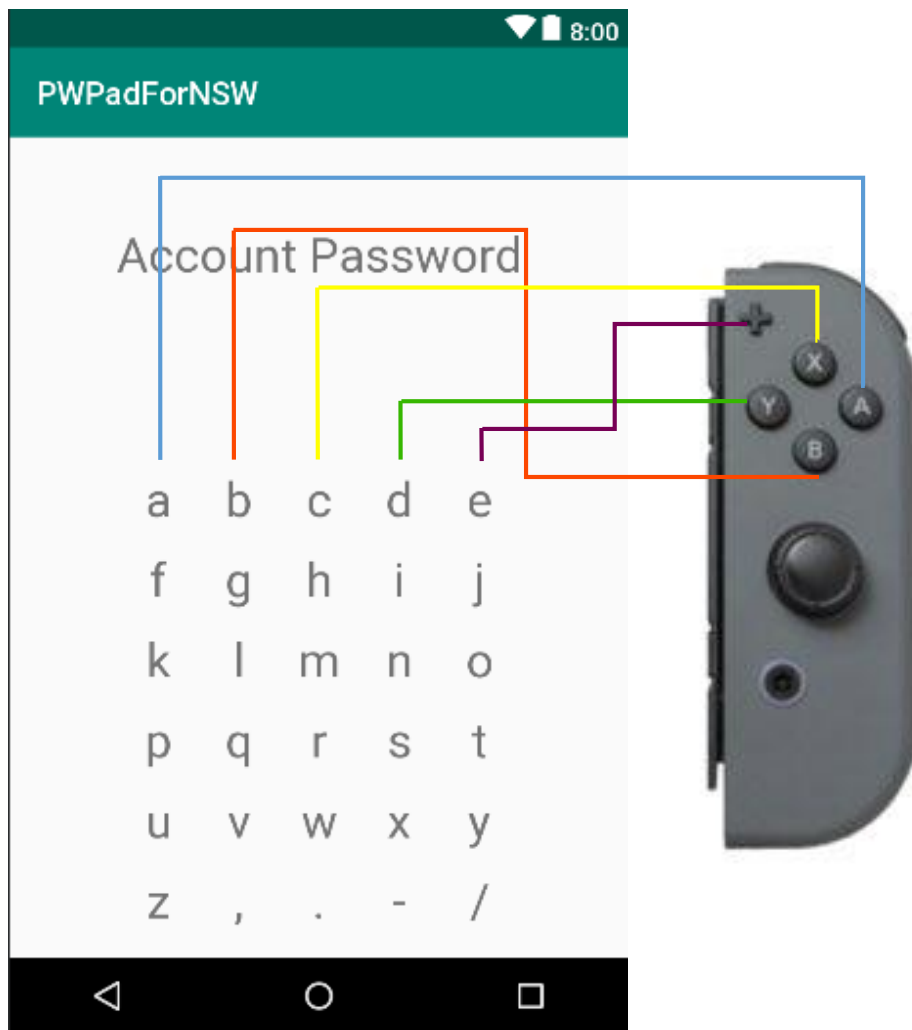 8:00
PWPadForNSW
Account Password
X
Y A
B
a b c d e
f g h i j
k l m n o
p q r s t
u v w x y
z , . - /